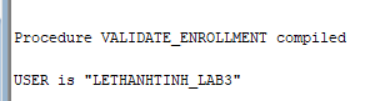 Procedure VALIDATE_ENROLLMENT compiled
USER is "LETHANHTINH_LAB3"